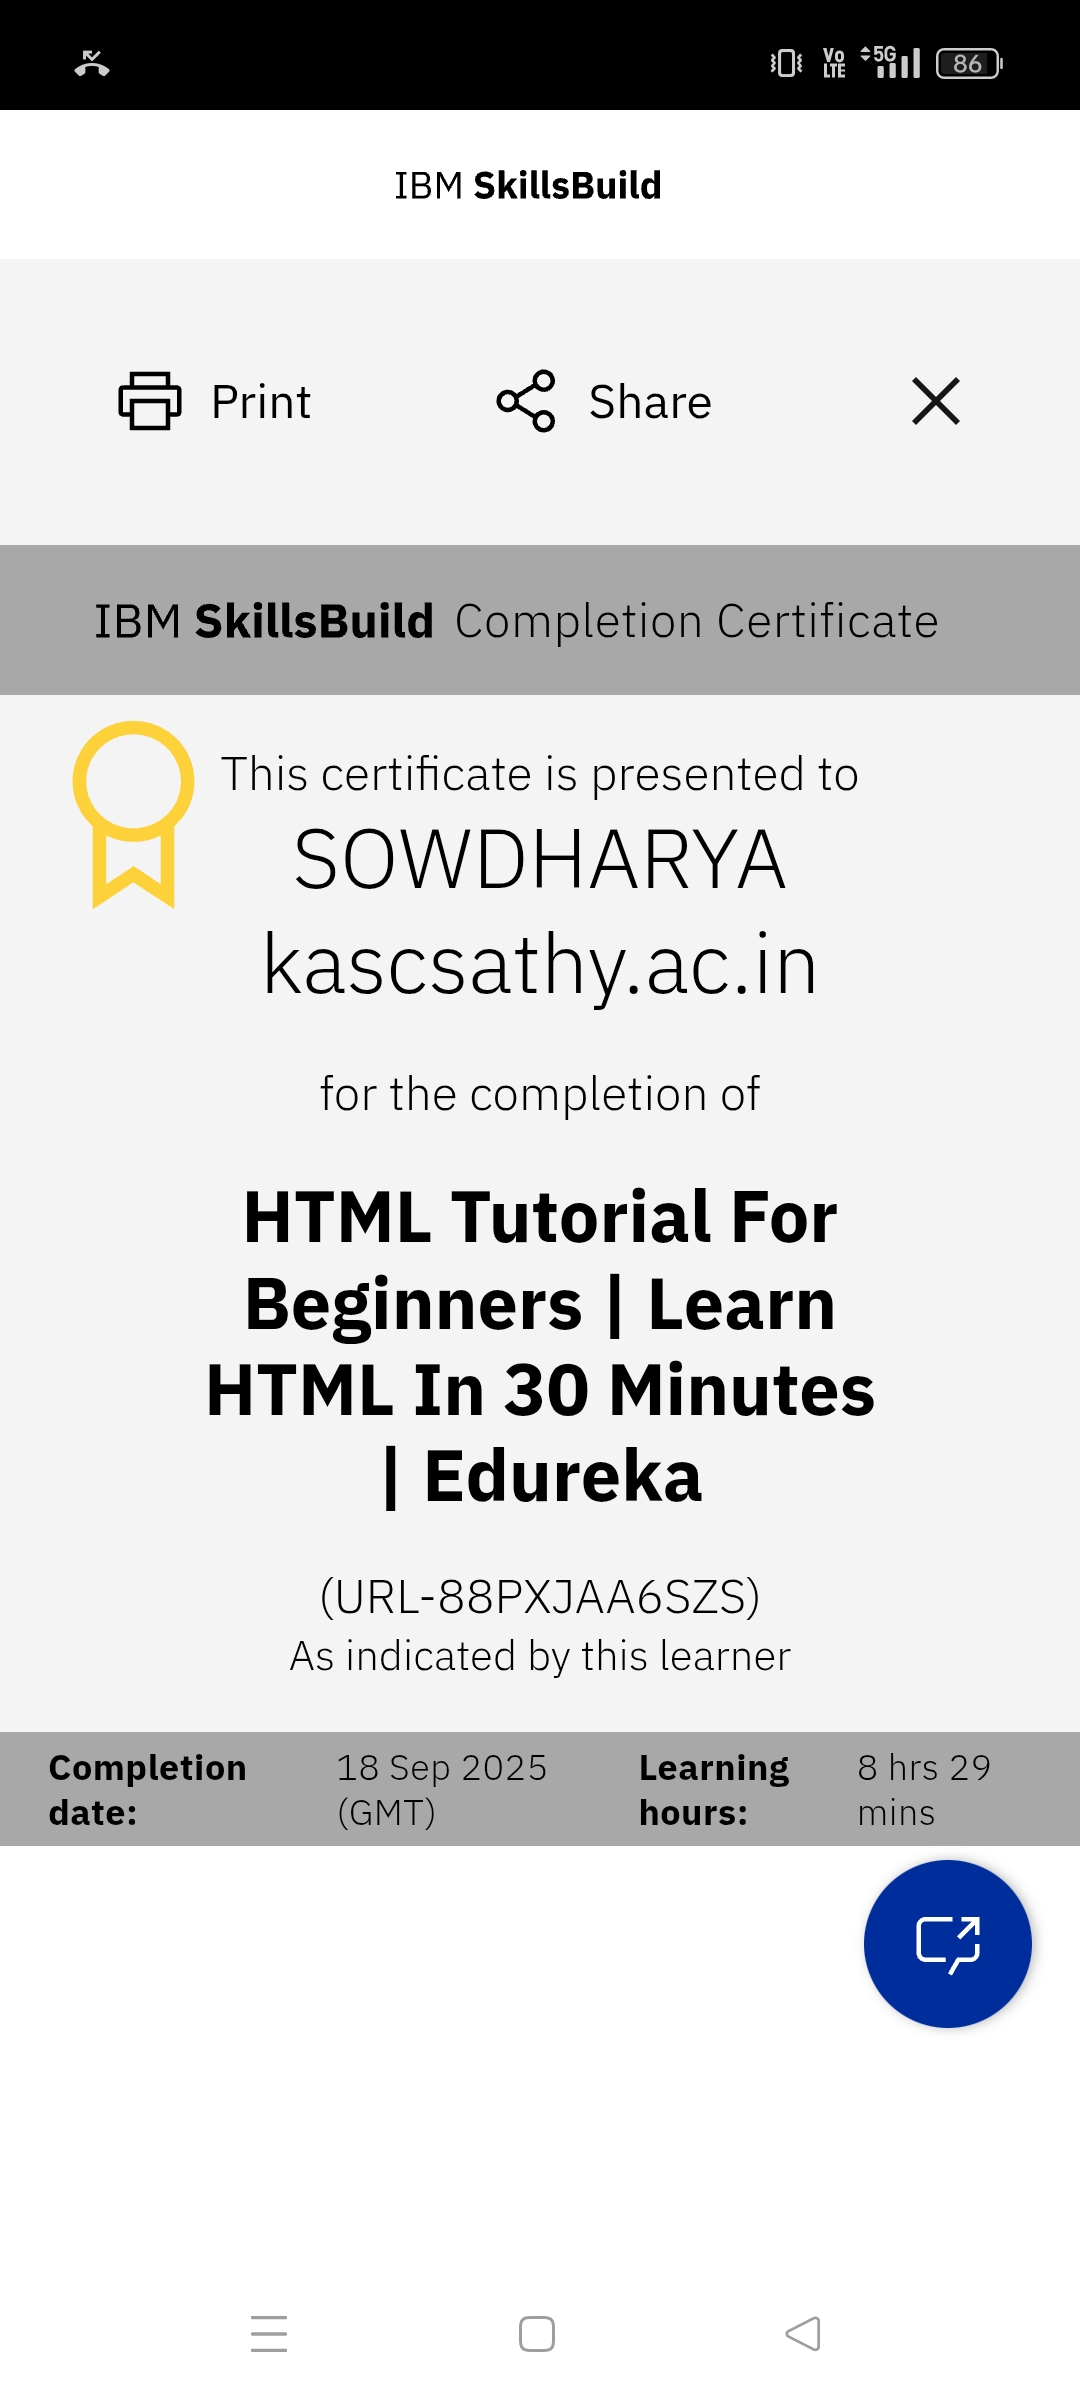 Vo LTE 5G 86
IBM SkillsBuild
Print Share
IBM SkillsBuild Completion Certificate
This certificate is presented to
SOWDHARYA
kascsathy.ac.in
for the completion of
HTML Tutorial For
Beginners | Learn
HTML In 30 Minutes
| Edureka
(URL-88PXJAA6SZS)
As indicated by this learner
Completion date: 18 Sep 2025 (GMT) Learning hours: 8 hrs 29 mins